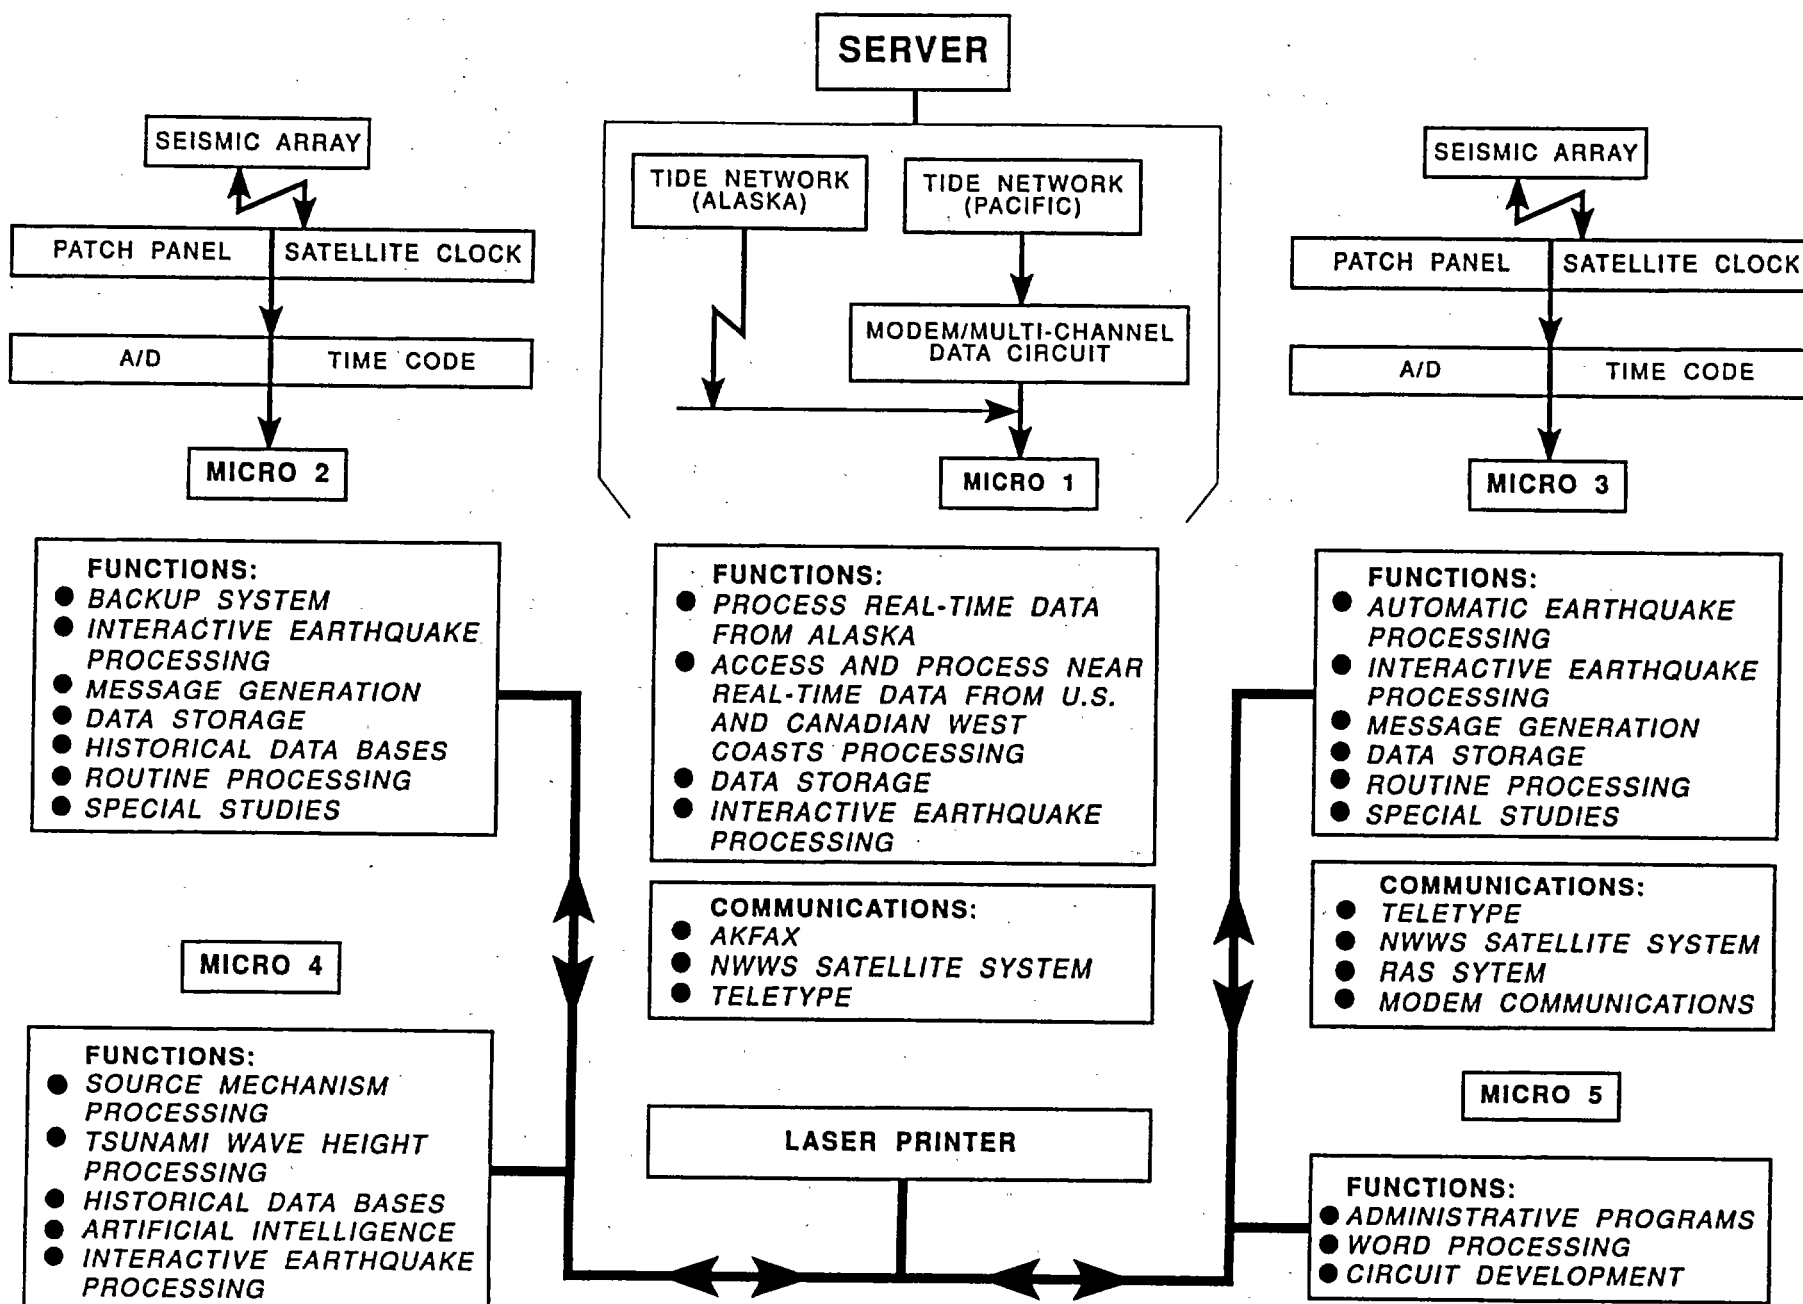 SERVER
SEISMIC ARRAY
PATCH PANEL
SATELLITE CLOCK
A/D
TIME CODE
MICRO 2
FUNCTIONS:
● BACKUP SYSTEM
● INTERACTIVE EARTHQUAKE
PROCESSING
● MESSAGE GENERATION
● DATA STORAGE
● HISTORICAL DATA BASES
● ROUTINE PROCESSING
● SPECIAL STUDIES
MICRO 4
FUNCTIONS:
● SOURCE MECHANISM
PROCESSING
● TSUNAMI WAVE HEIGHT
PROCESSING
● HISTORICAL DATA BASES
● ARTIFICIAL INTELLIGENCE
● INTERACTIVE EARTHQUAKE
PROCESSING
TIDE NETWORK
(ALASKA)
TIDE NETWORK
(PACIFIC)
MODEM/MULTI-CHANNEL
DATA CIRCUIT
MICRO 1
FUNCTIONS:
● PROCESS REAL-TIME DATA
FROM ALASKA
● ACCESS AND PROCESS NEAR
REAL-TIME DATA FROM U.S.
AND CANADIAN WEST
COASTS PROCESSING
● DATA STORAGE
● INTERACTIVE EARTHQUAKE
PROCESSING
COMMUNICATIONS:
● AKFAX
● NWWS SATELLITE SYSTEM
● TELETYPE
LASER PRINTER
SEISMIC ARRAY
PATCH PANEL
SATELLITE CLOCK
A/D
TIME CODE
MICRO 3
FUNCTIONS:
● AUTOMATIC EARTHQUAKE
PROCESSING
● INTERACTIVE EARTHQUAKE
PROCESSING
● MESSAGE GENERATION
● DATA STORAGE
● ROUTINE PROCESSING
● SPECIAL STUDIES
COMMUNICATIONS:
● TELETYPE
● NWWS SATELLITE SYSTEM
● RAS SYTEM
● MODEM COMMUNICATIONS
MICRO 5
FUNCTIONS:
● ADMINISTRATIVE PROGRAMS
● WORD PROCESSING
● CIRCUIT DEVELOPMENT